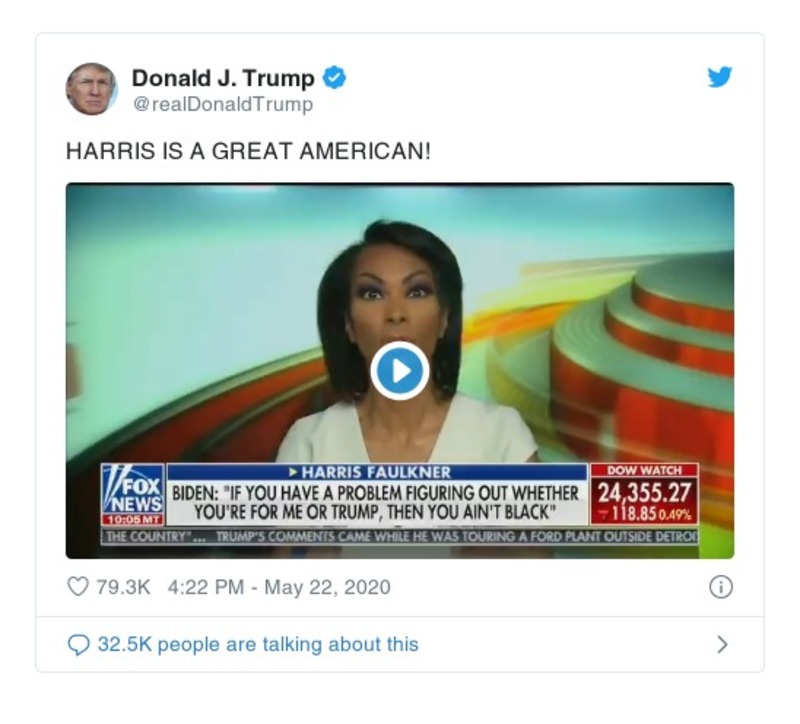 Donald J. Trump
@realDonaldTrump
HARRIS IS A GREAT AMERICAN!
HARRIS FAULKNER
DOW WATCH
FOX
NEWS
10:05 MT
BIDEN: "IF YOU HAVE A PROBLEM FIGURING OUT WHETHER
YOU'RE FOR ME OR TRUMP, THEN YOU AIN'T BLACK"
24,355.27
118.85 0.49%
THE COUNTRY"... TRUMP'S COMMENTS CAME WHILE HE WAS TOURING A FORD PLANT OUTSIDE DETROI
79.3K 4:22 PM - May 22, 2020
32.5K people are talking about this